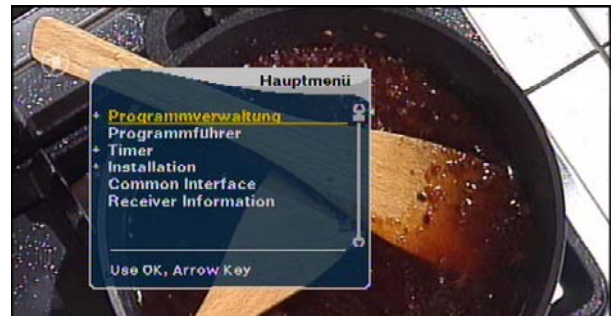 Hauptmenü
+ Programmverwaltung
Programmführer
+ Timer
+ Installation
Common Interface
Receiver Information
Use OK, Arrow Key